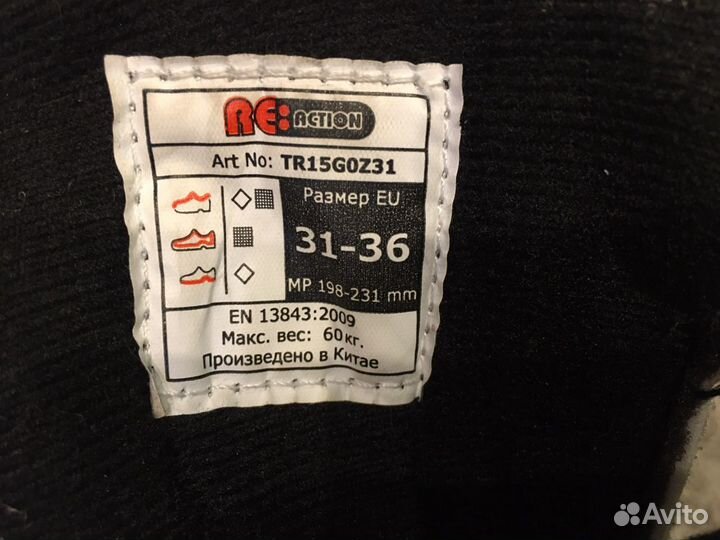 RE:ACTION
Art No: TR15G0Z31
Размер EU
31-36
MP 198-231 mm
EN 13843:2009
Макс. вес: 60кг.
Произведено в Китае
Avito